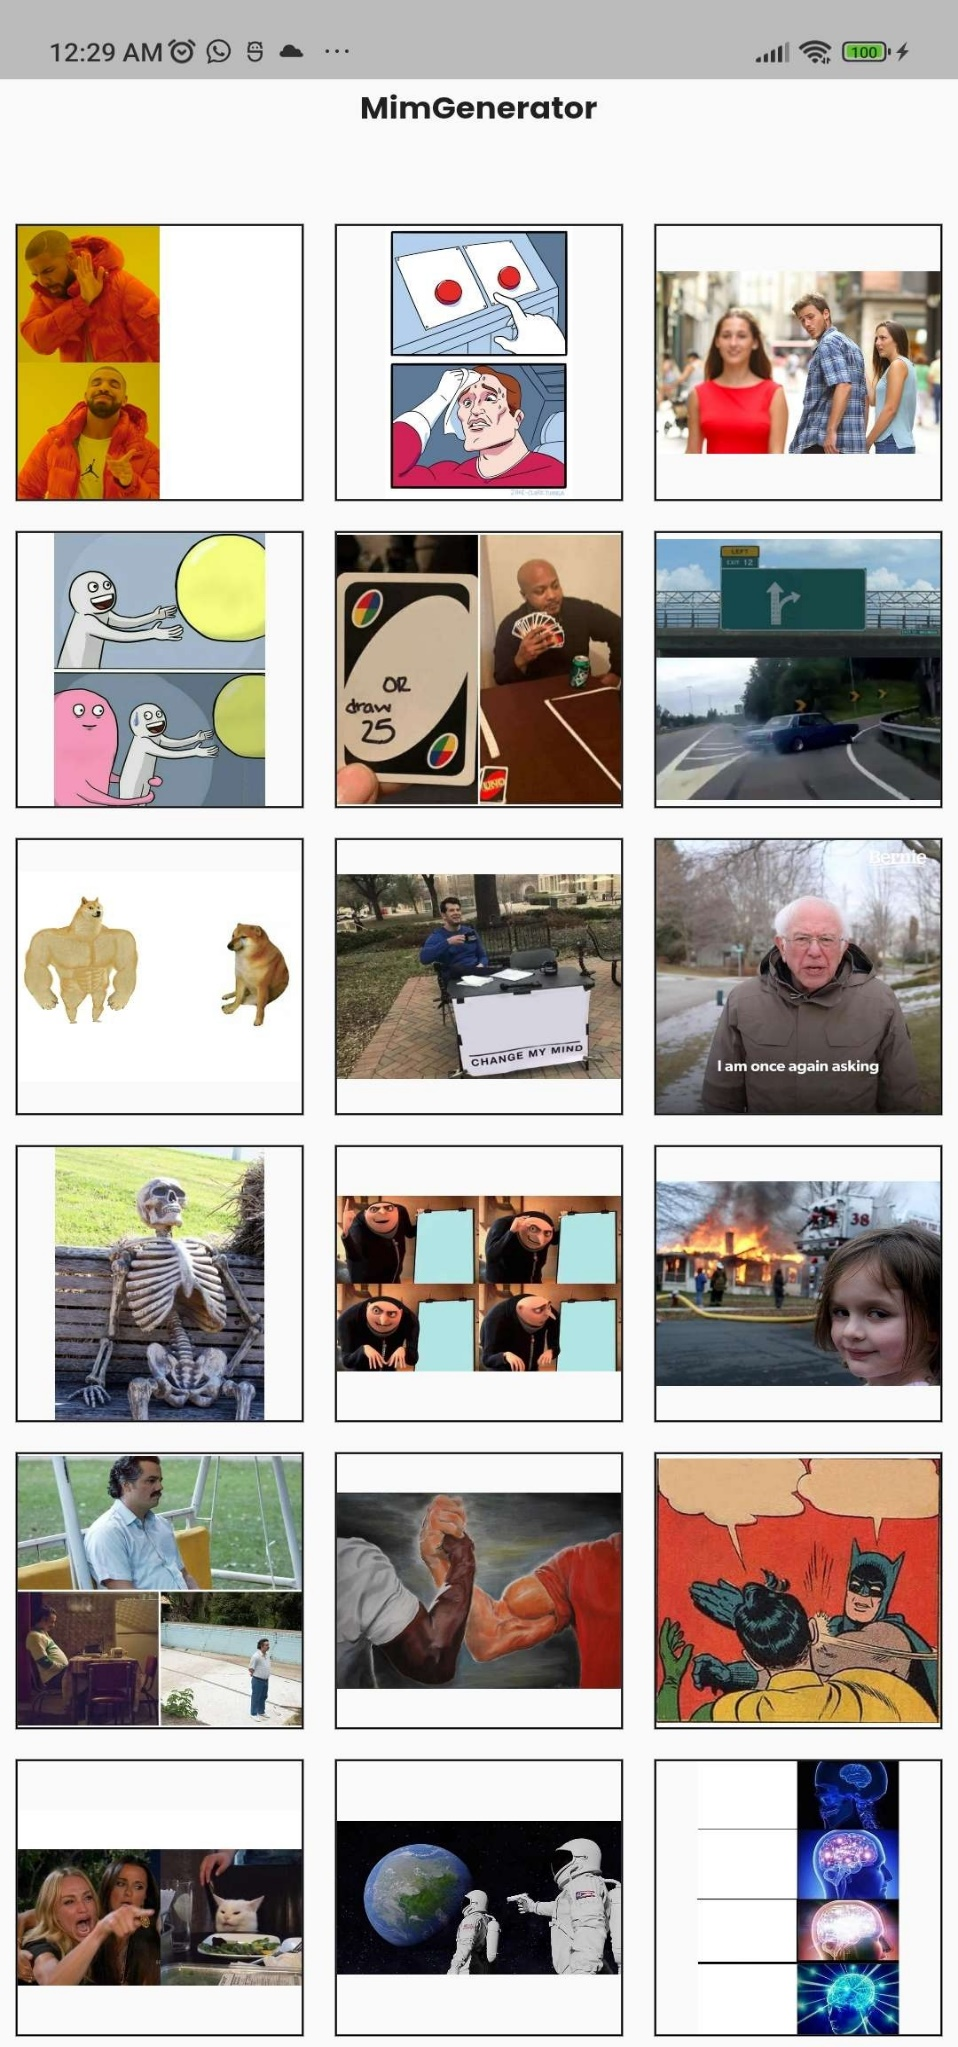 12:29 AM
100
MimGenerator
LEFT
EXIT 12
OR
draw
25
UNO
CHANGE MY MIND
Bernie
I am once again asking
38